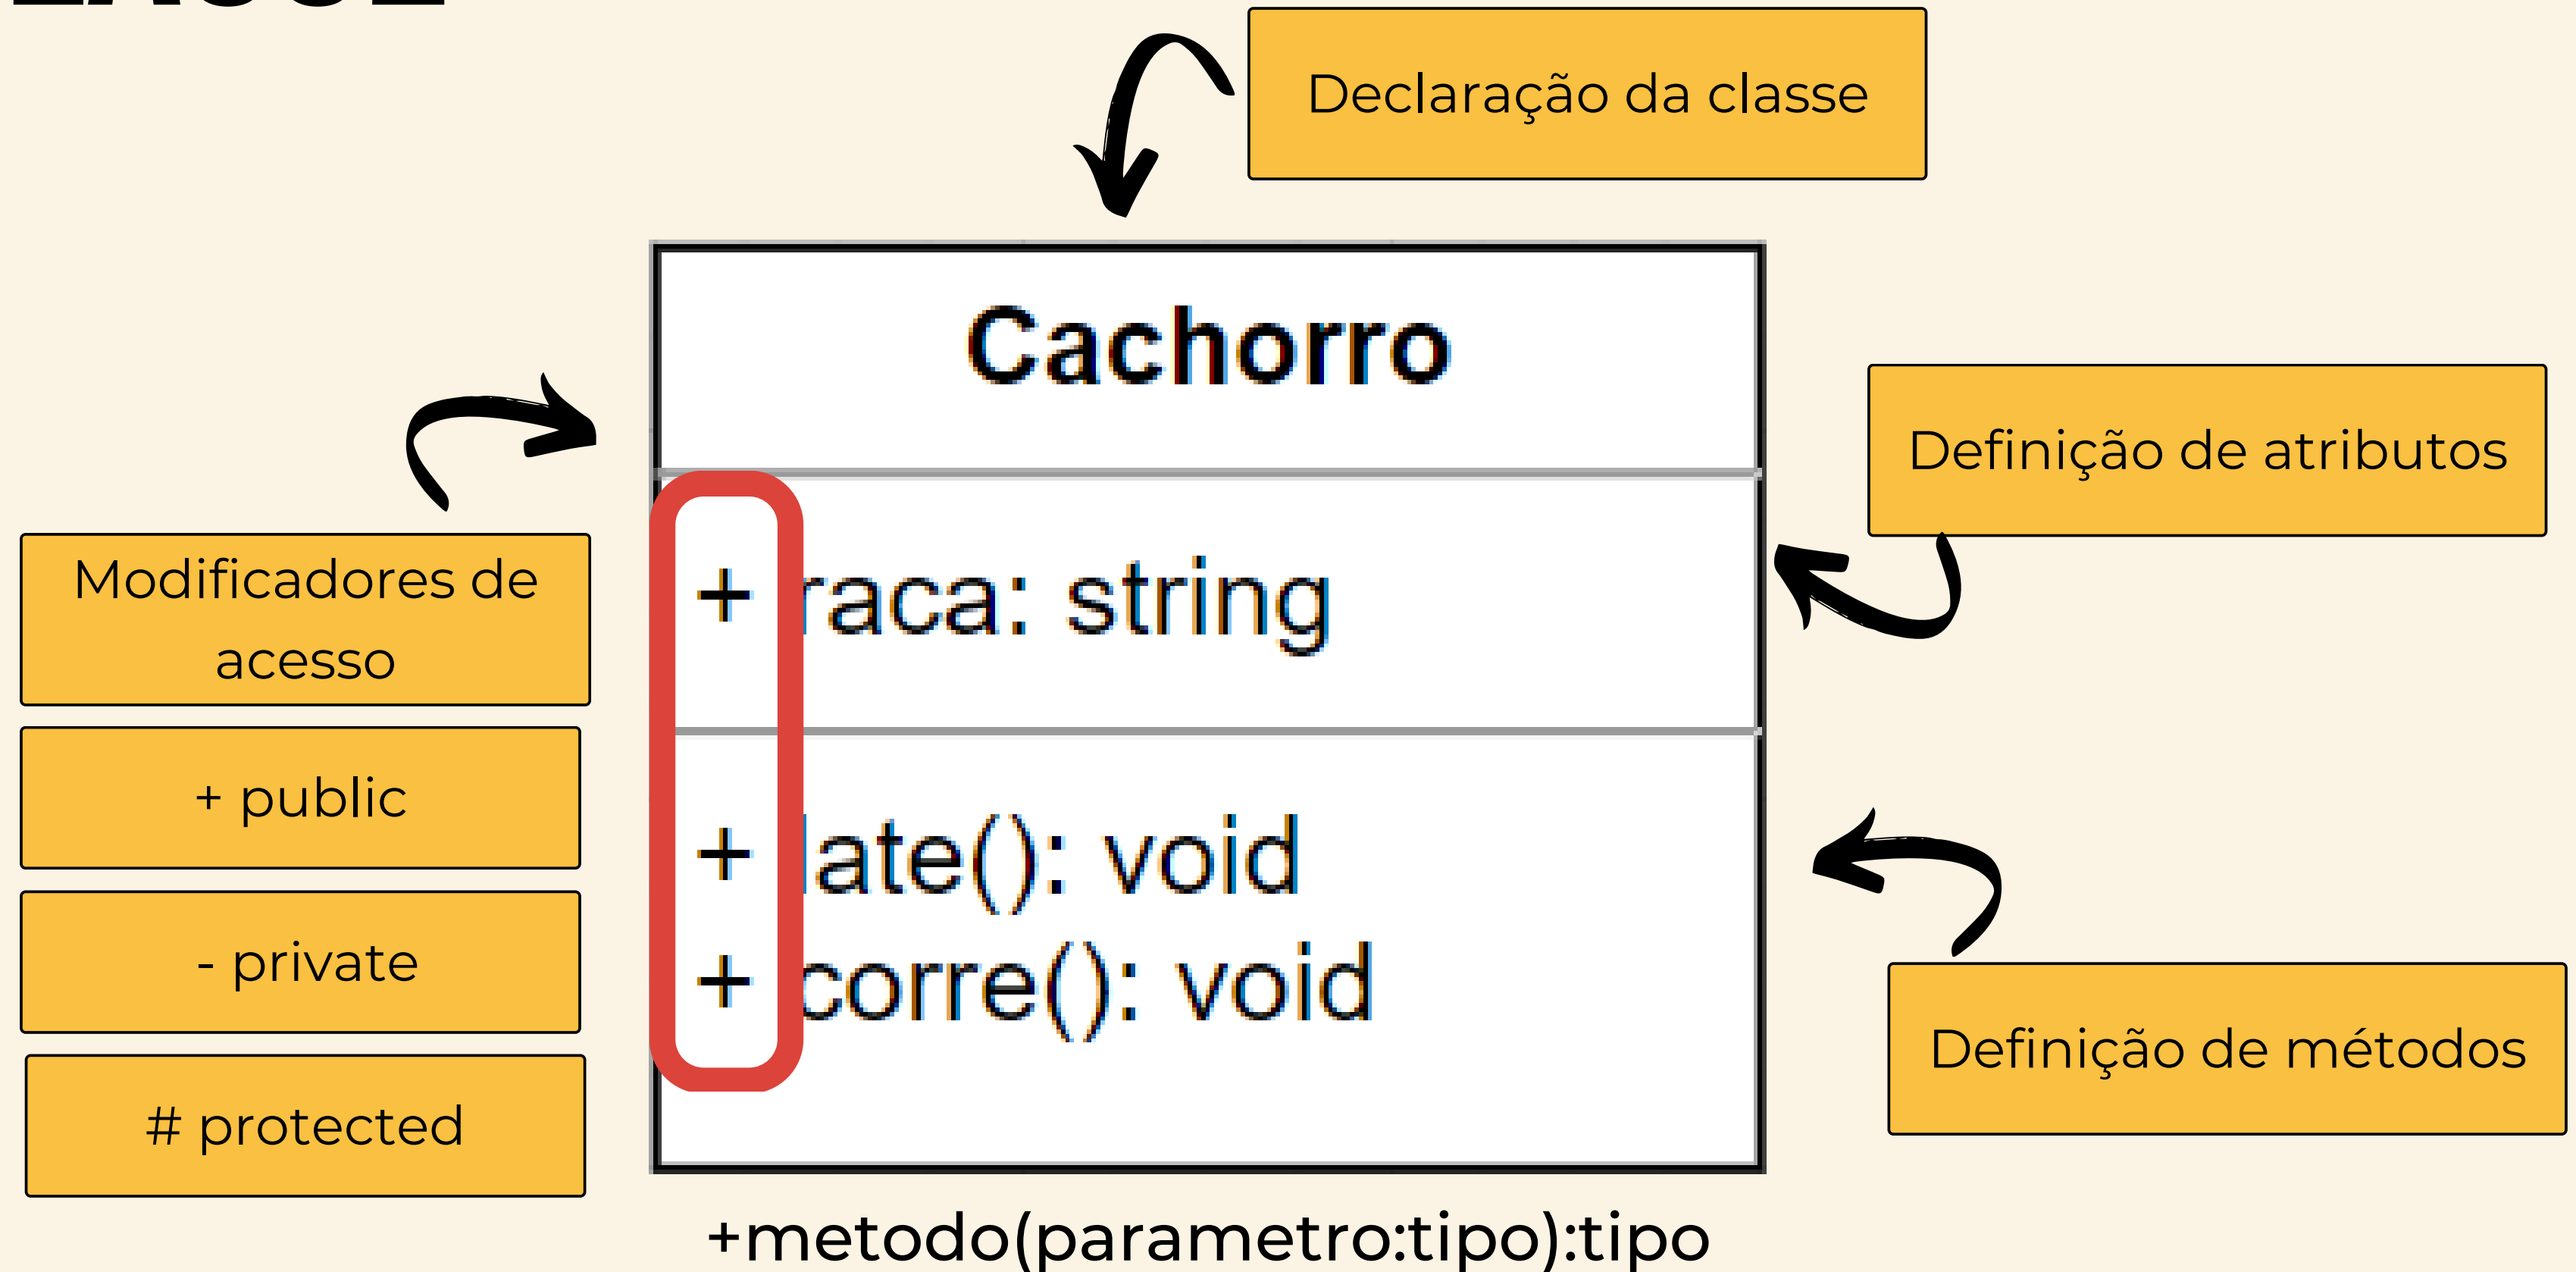 Declaração da classe
Cachorro
Definição de atributos
Modificadores de
acesso
+ raca: string
+ public
+ late(): void
- private
+ corre(): void
Definição de métodos
# protected
+metodo(parametro:tipo):tipo